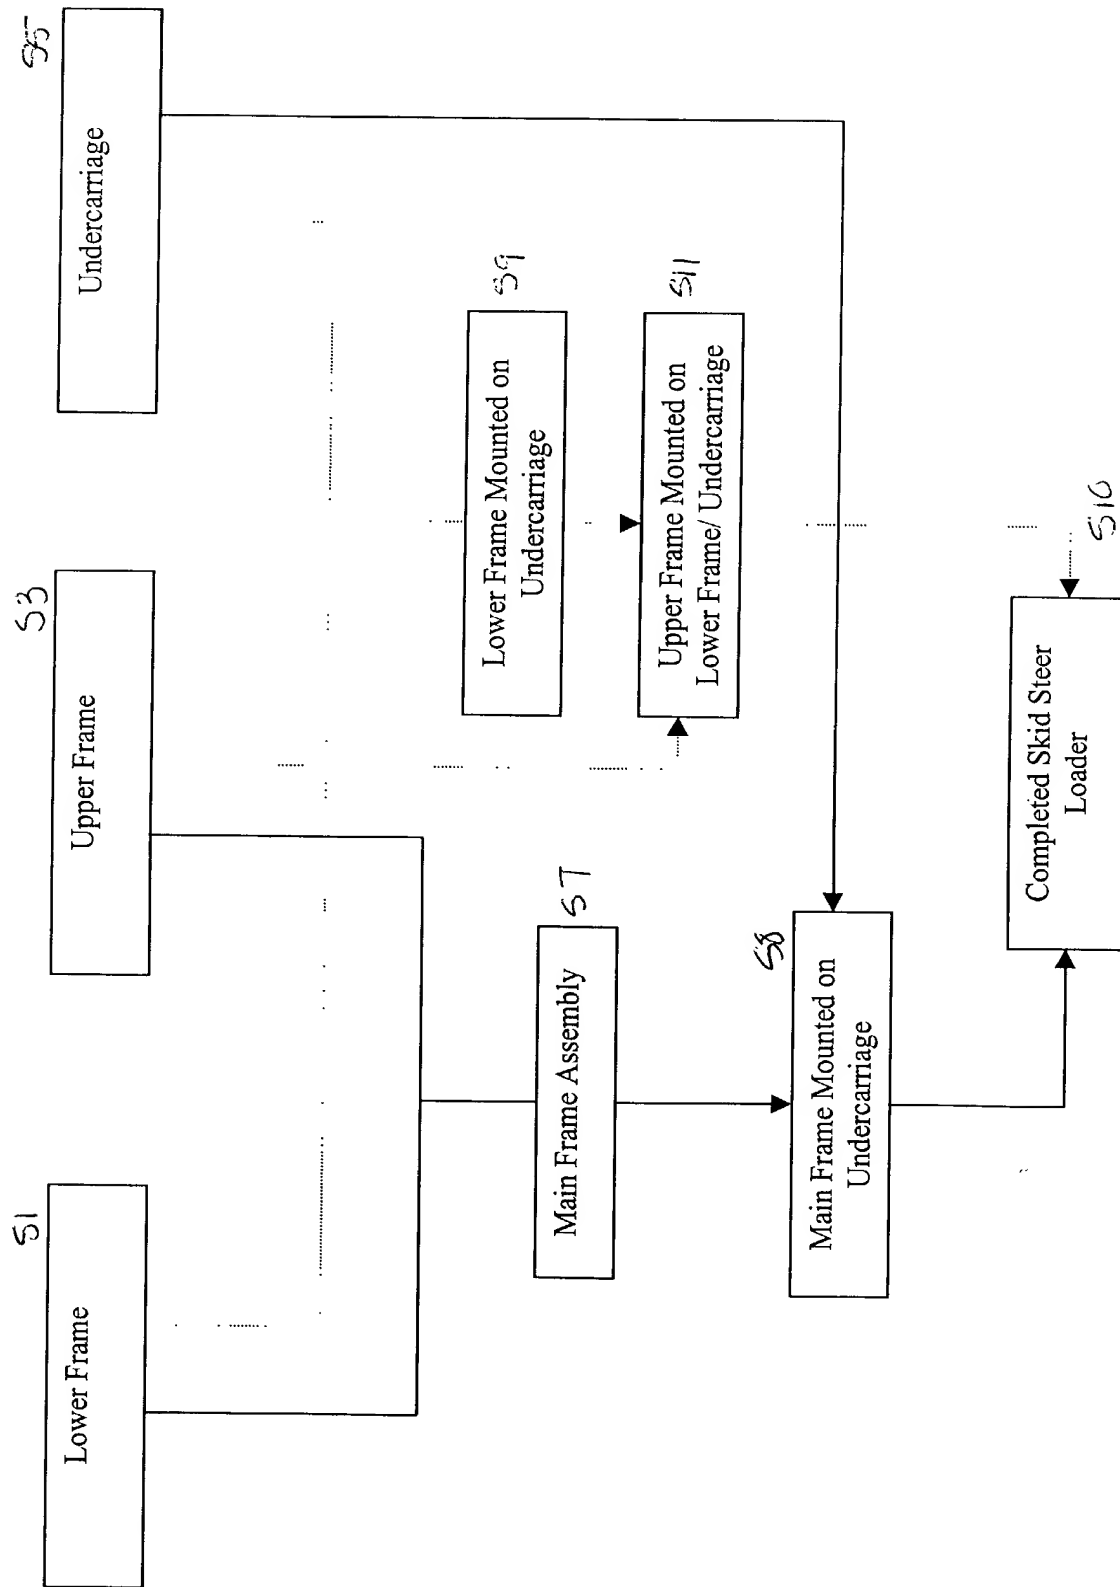 S1
Lower Frame
S3
Upper Frame
S5
Undercarriage
S7
Main Frame Assembly
S9
Lower Frame Mounted on
Undercarriage
S8
Main Frame Mounted on
Undercarriage
S11
Upper Frame Mounted on
Lower Frame/ Undercarriage
Completed Skid Steer
Loader
S10